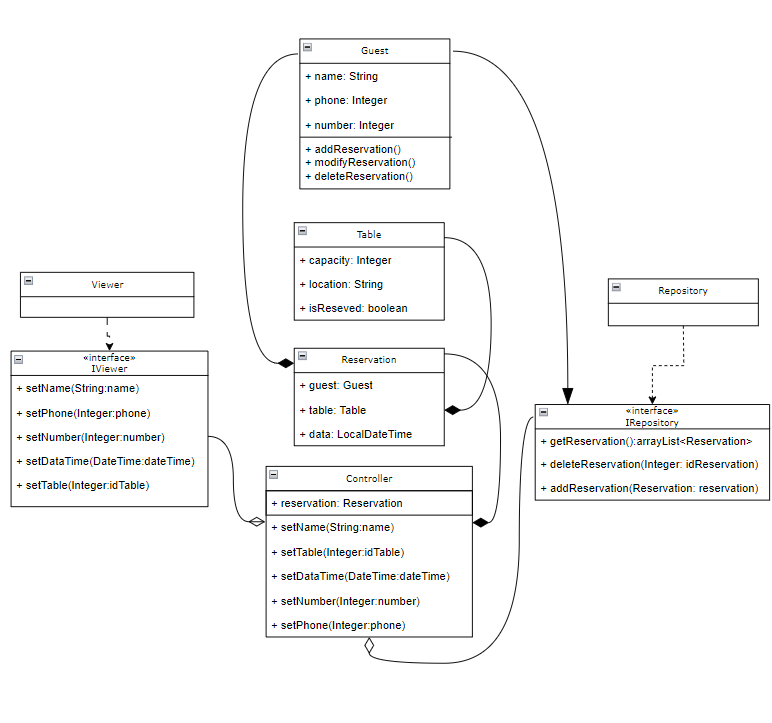 Guest
+ name: String
+ phone: Integer
+ number: Integer
+ addReservation()
+ modifyReservation()
+ deleteReservation()
Table
+ capacity: Integer
+ location: String
+ isReseved: boolean
Viewer
Repository
«interface»
IViewer
+ setName(String:name)
+ setPhone(Integer:phone)
+ setNumber(Integer:number)
+ setDataTime(DateTime:dateTime)
+ setTable(Integer:idTable)
Reservation
+ guest: Guest
+ table: Table
+ data: LocalDateTime
«interface»
IRepository
+ getReservation():arrayList<Reservation>
+ deleteReservation(Integer: idReservation)
+ addReservation(Reservation: reservation)
Controller
+ reservation: Reservation
+ setName(String:name)
+ setTable(Integer:idTable)
+ setDataTime(DateTime:dateTime)
+ setNumber(Integer:number)
+ setPhone(Integer:phone)